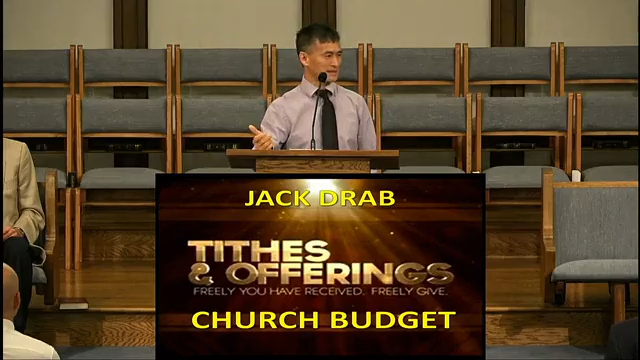 JACK DRAB
TITHES
& OFFERINGS
FREELY YOU HAVE RECEIVED. FREELY GIVE.
CHURCH BUDGET